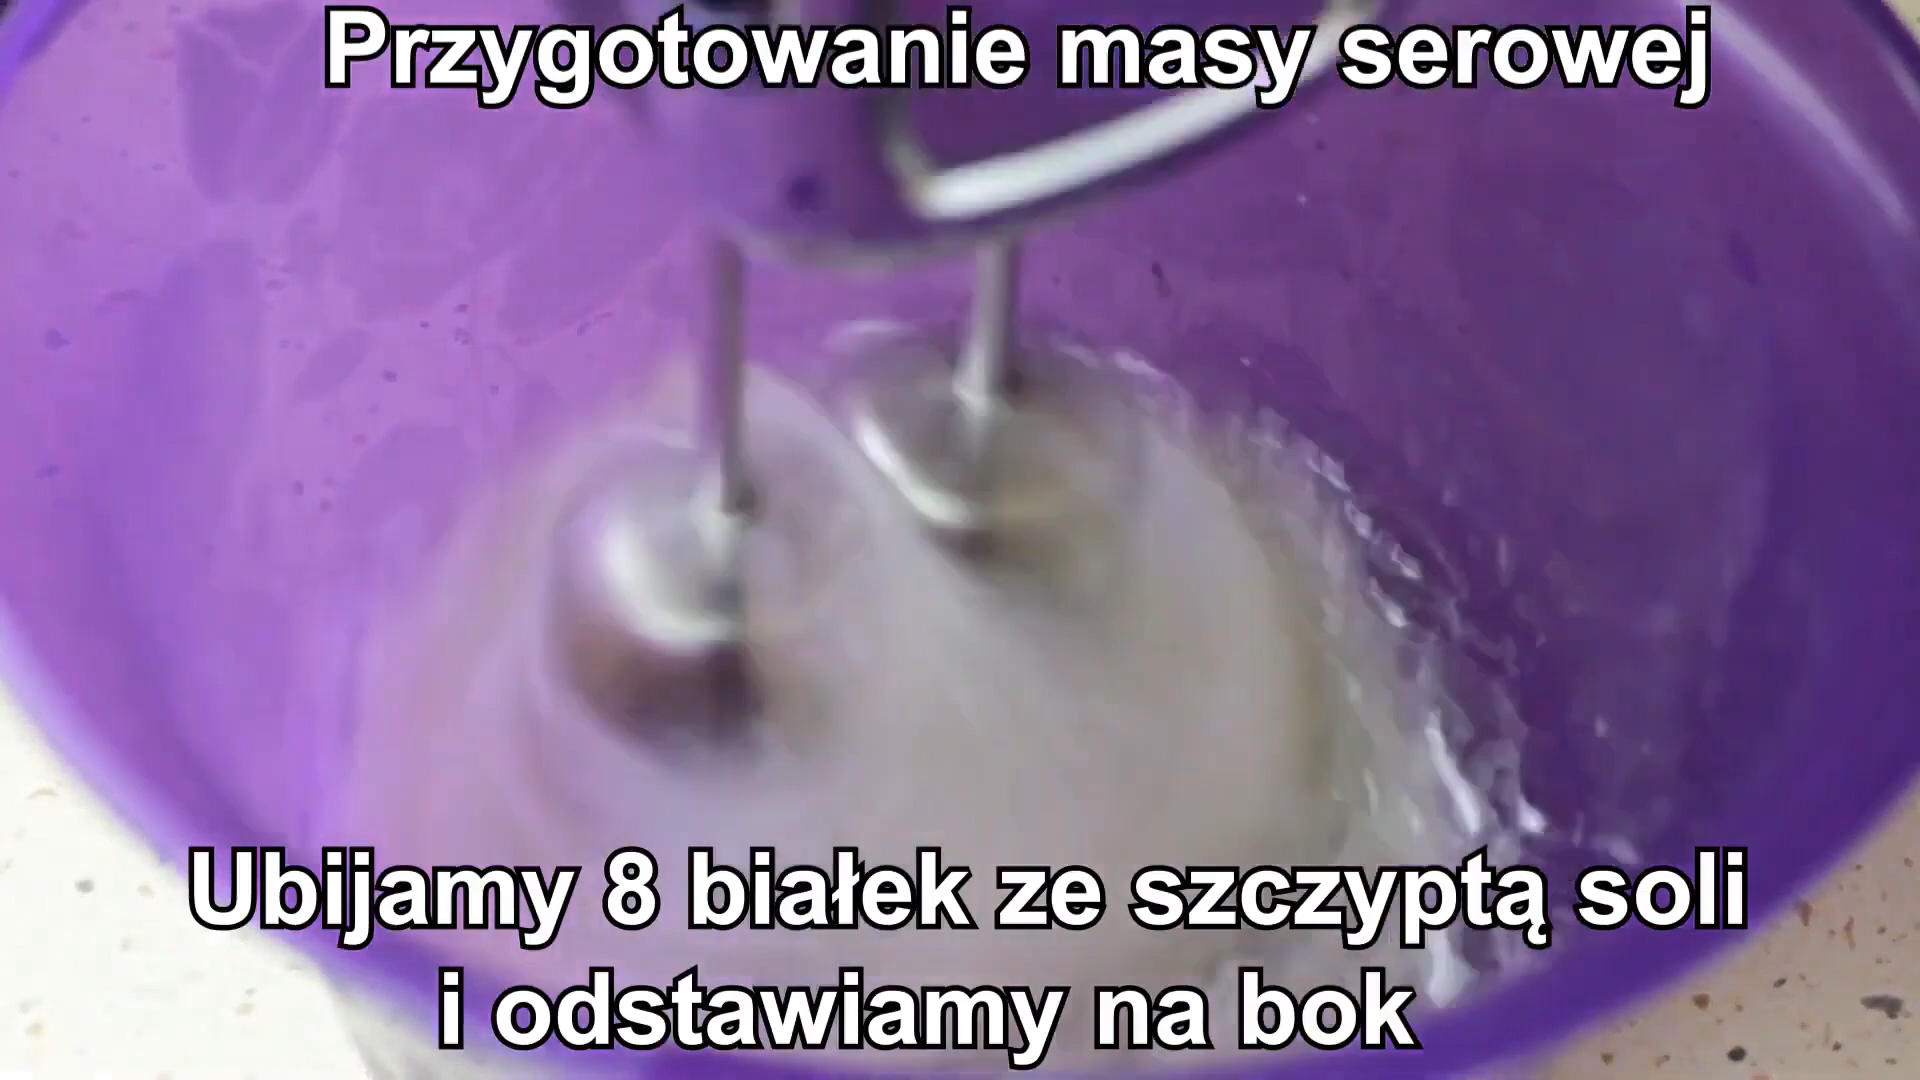 Przygotowanie masy serowej
Ubijamy 8 białek ze szczyptą soli
i odstawiamy na bok